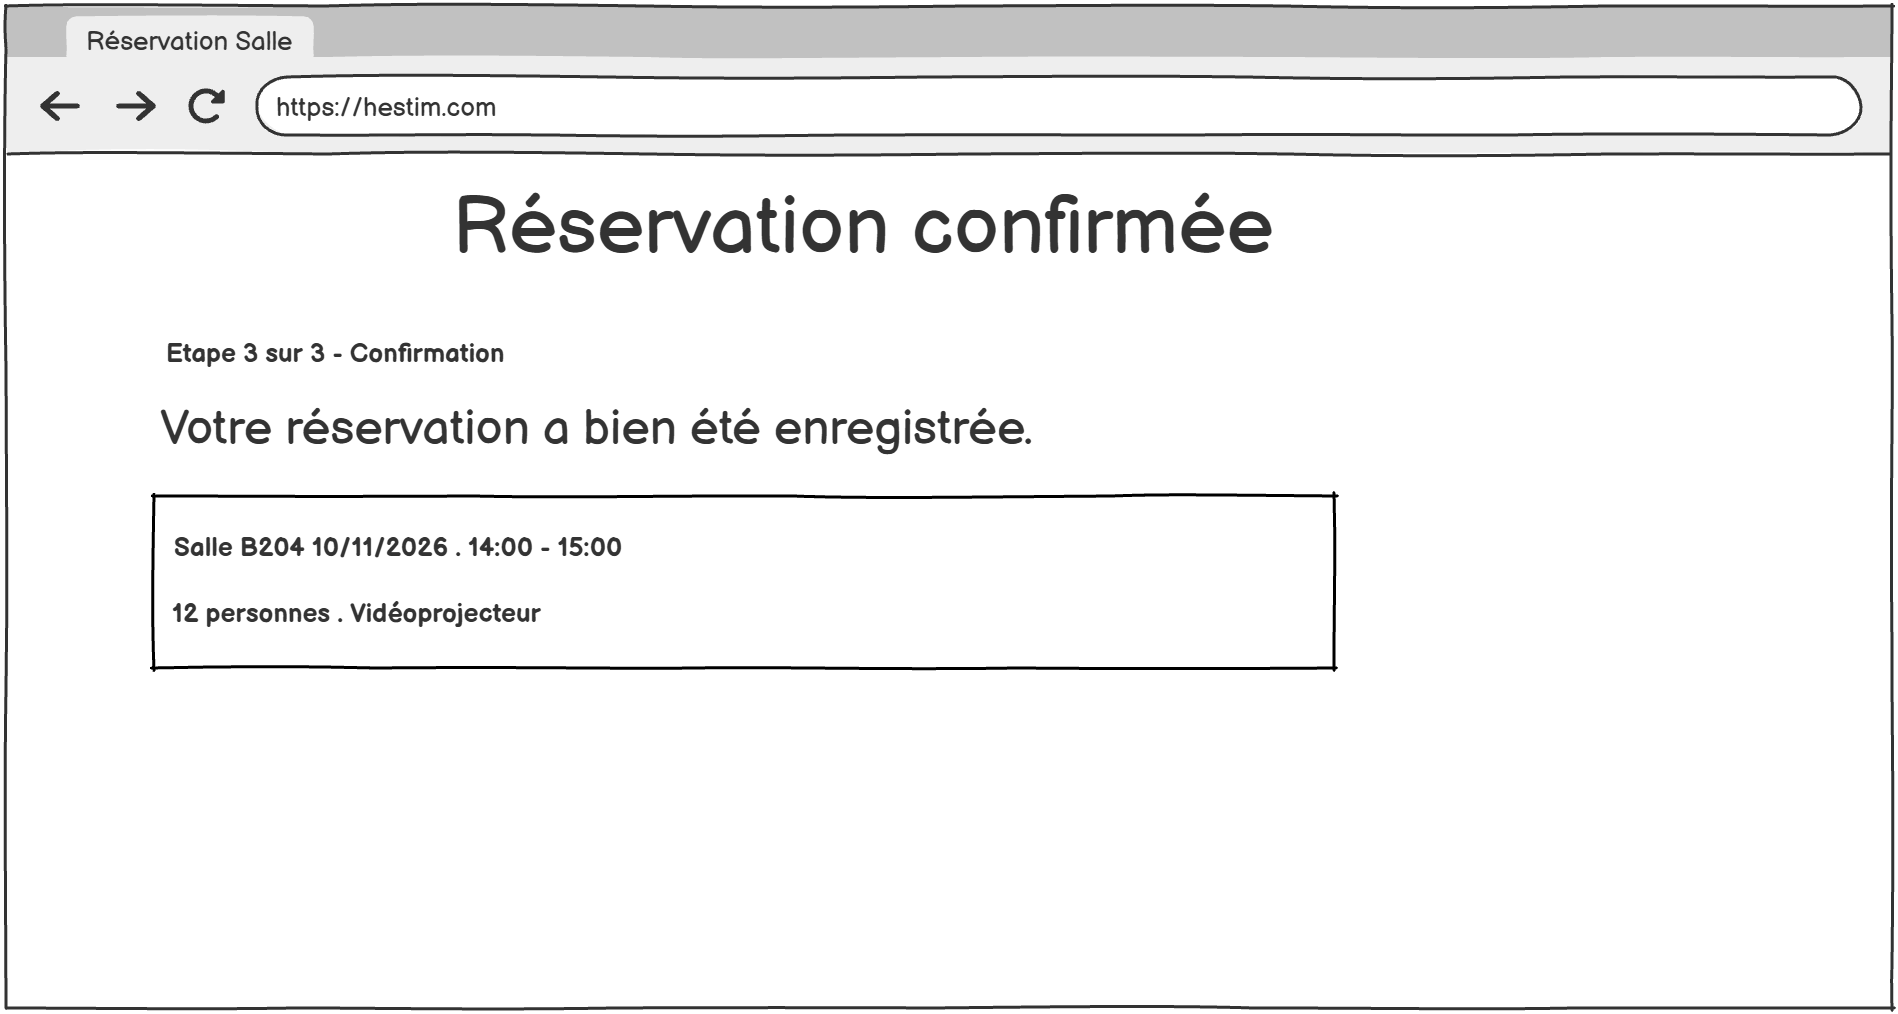 Réservation Salle
https://hestim.com
Réservation confirmée
Etape 3 sur 3 - Confirmation
Votre réservation a bien été enregistrée.
Salle B204 10/11/2026 . 14:00 - 15:00
12 personnes . Vidéoprojecteur